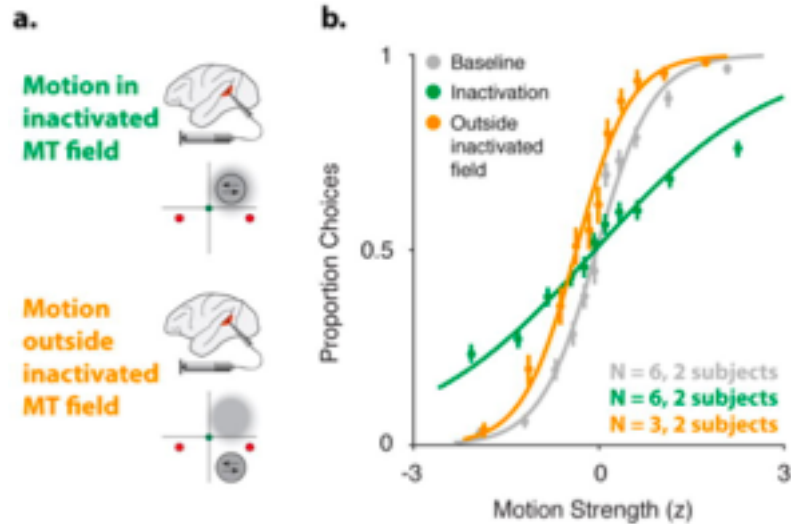 a.
Motion in
inactivated
MT field
Motion
outside
inactivated
MT field
b.
Baseline
Inactivation
Outside
inactivated
field
Proportion Choices
1
0.5
0
N = 6, 2 subjects
N = 6, 2 subjects
N = 3, 2 subjects
-3
0
3
Motion Strength (z)